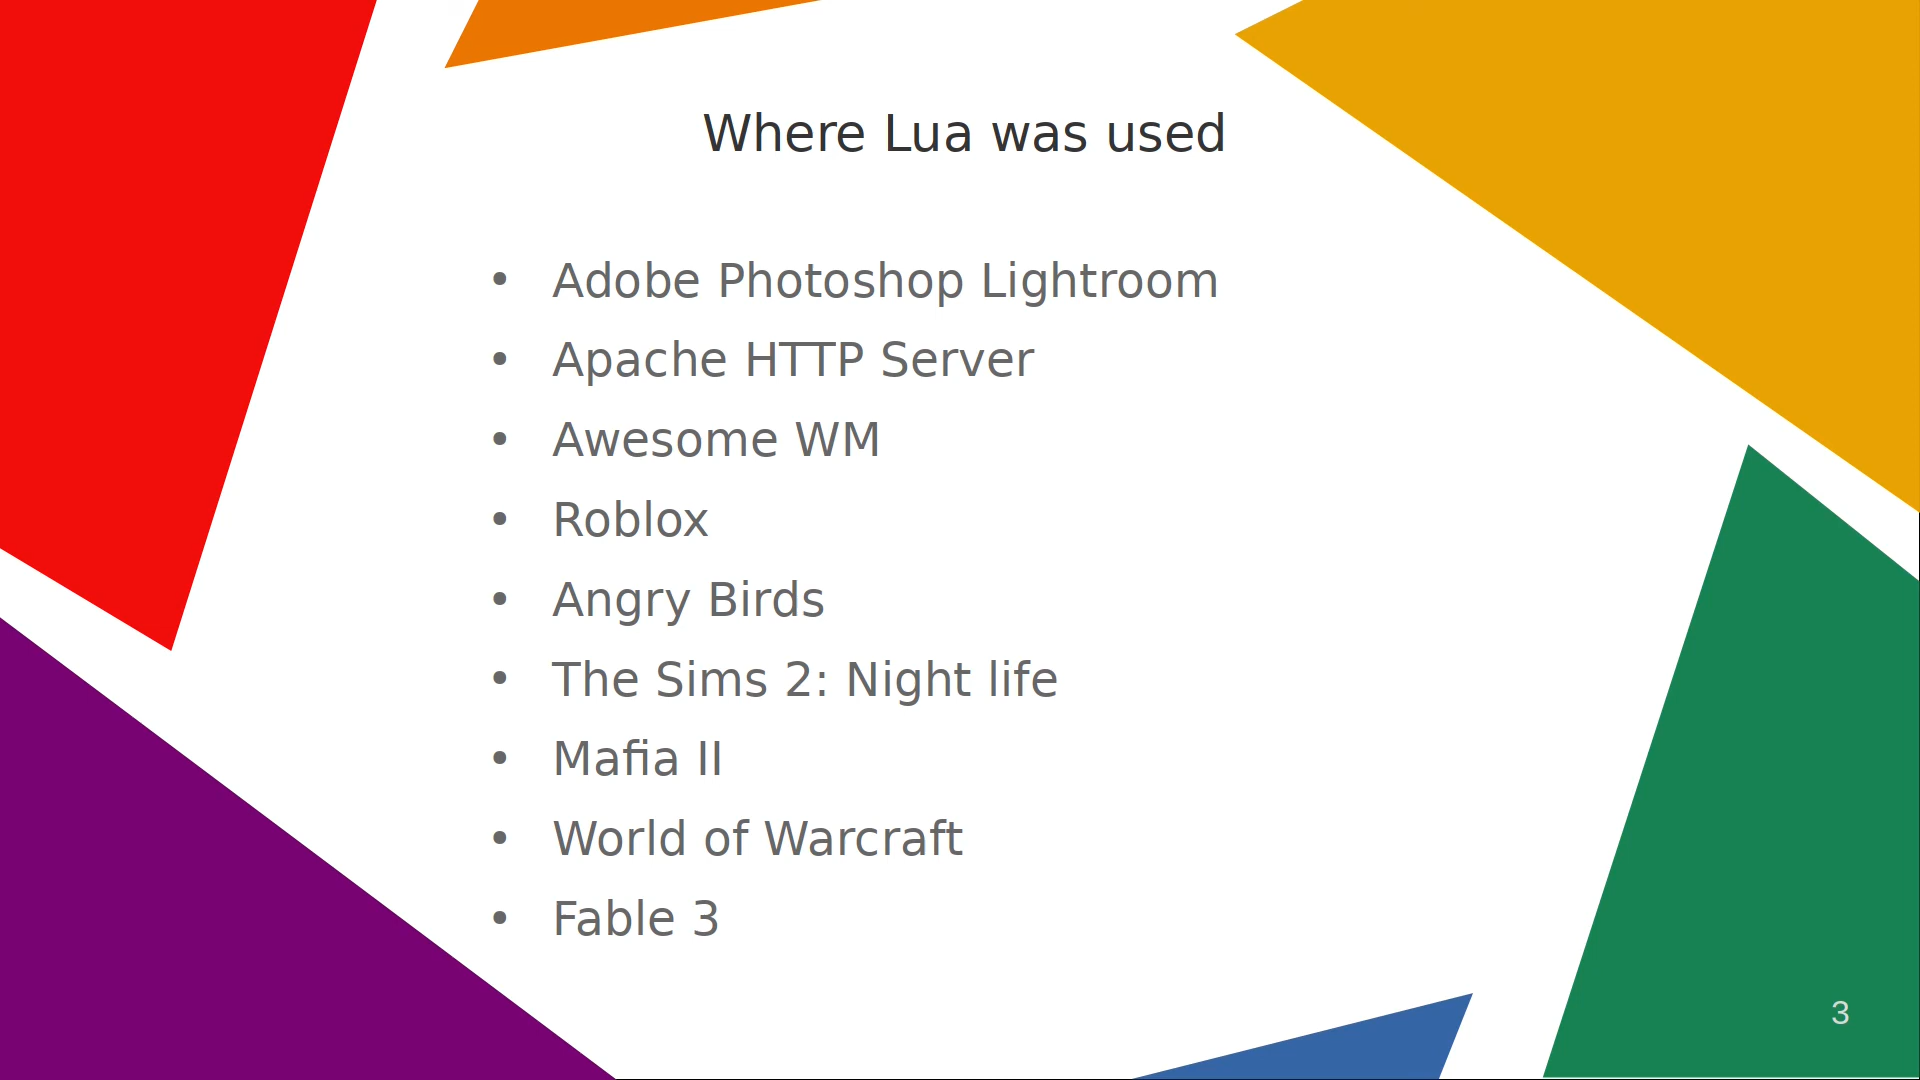 Where Lua was used
• Adobe Photoshop Lightroom
• Apache HTTP Server
• Awesome WM
• Roblox
• Angry Birds
• The Sims 2: Night life
• Mafia II
• World of Warcraft
• Fable 3
3